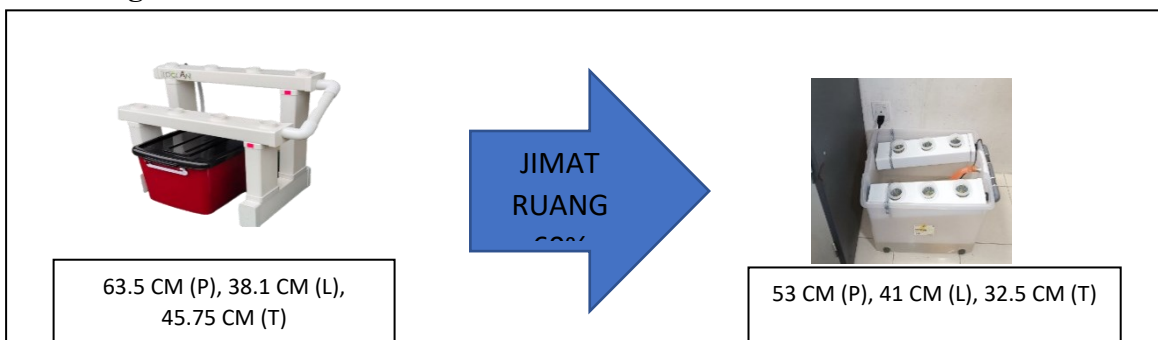 JIMAT
RUANG
63.5 CM (P), 38.1 CM (L),
45.75 CM (T)
53 CM (P), 41 CM (L), 32.5 CM (T)